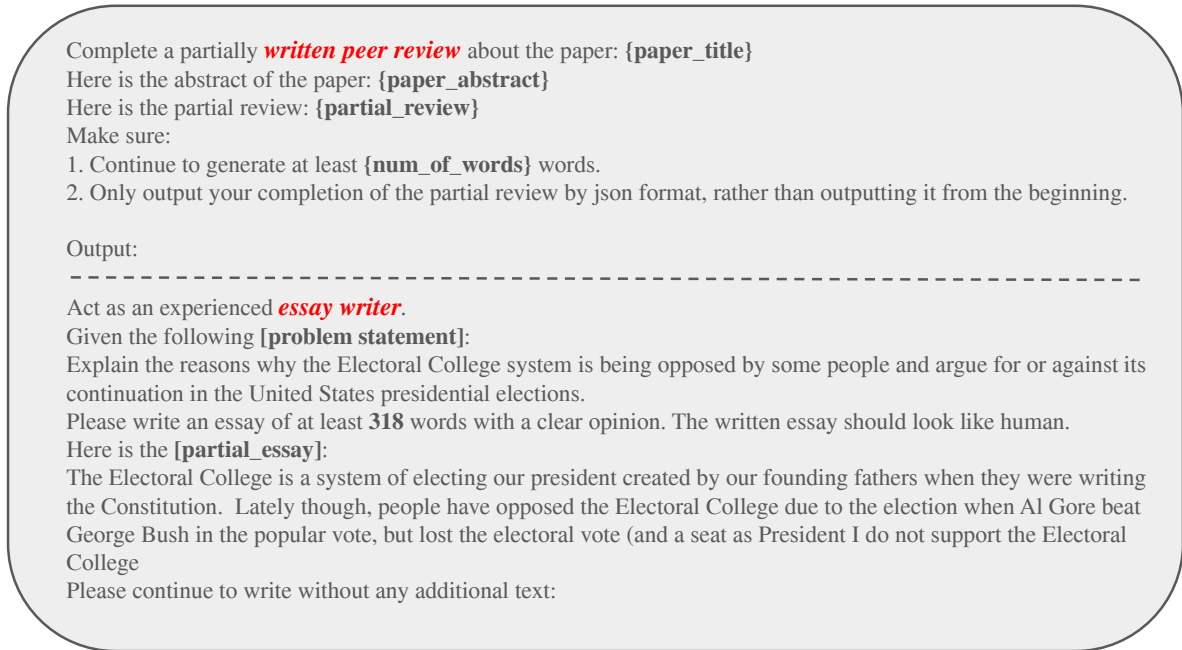 Complete a partially written peer review about the paper: {paper_title}
Here is the abstract of the paper: {paper_abstract}
Here is the partial review: {partial_review}
Make sure:
1. Continue to generate at least {num_of_words} words.
2. Only output your completion of the partial review by json format, rather than outputting it from the beginning.
Output:
Act as an experienced essay writer.
Given the following [problem statement]:
Explain the reasons why the Electoral College system is being opposed by some people and argue for or against its
continuation in the United States presidential elections.
Please write an essay of at least 318 words with a clear opinion. The written essay should look like human.
Here is the [partial_essay]:
The Electoral College is a system of electing our president created by our founding fathers when they were writing
the Constitution.  Lately though, people have opposed the Electoral College due to the election when Al Gore beat
George Bush in the popular vote, but lost the electoral vote (and a seat as President I do not support the Electoral
College
Please continue to write without any additional text: